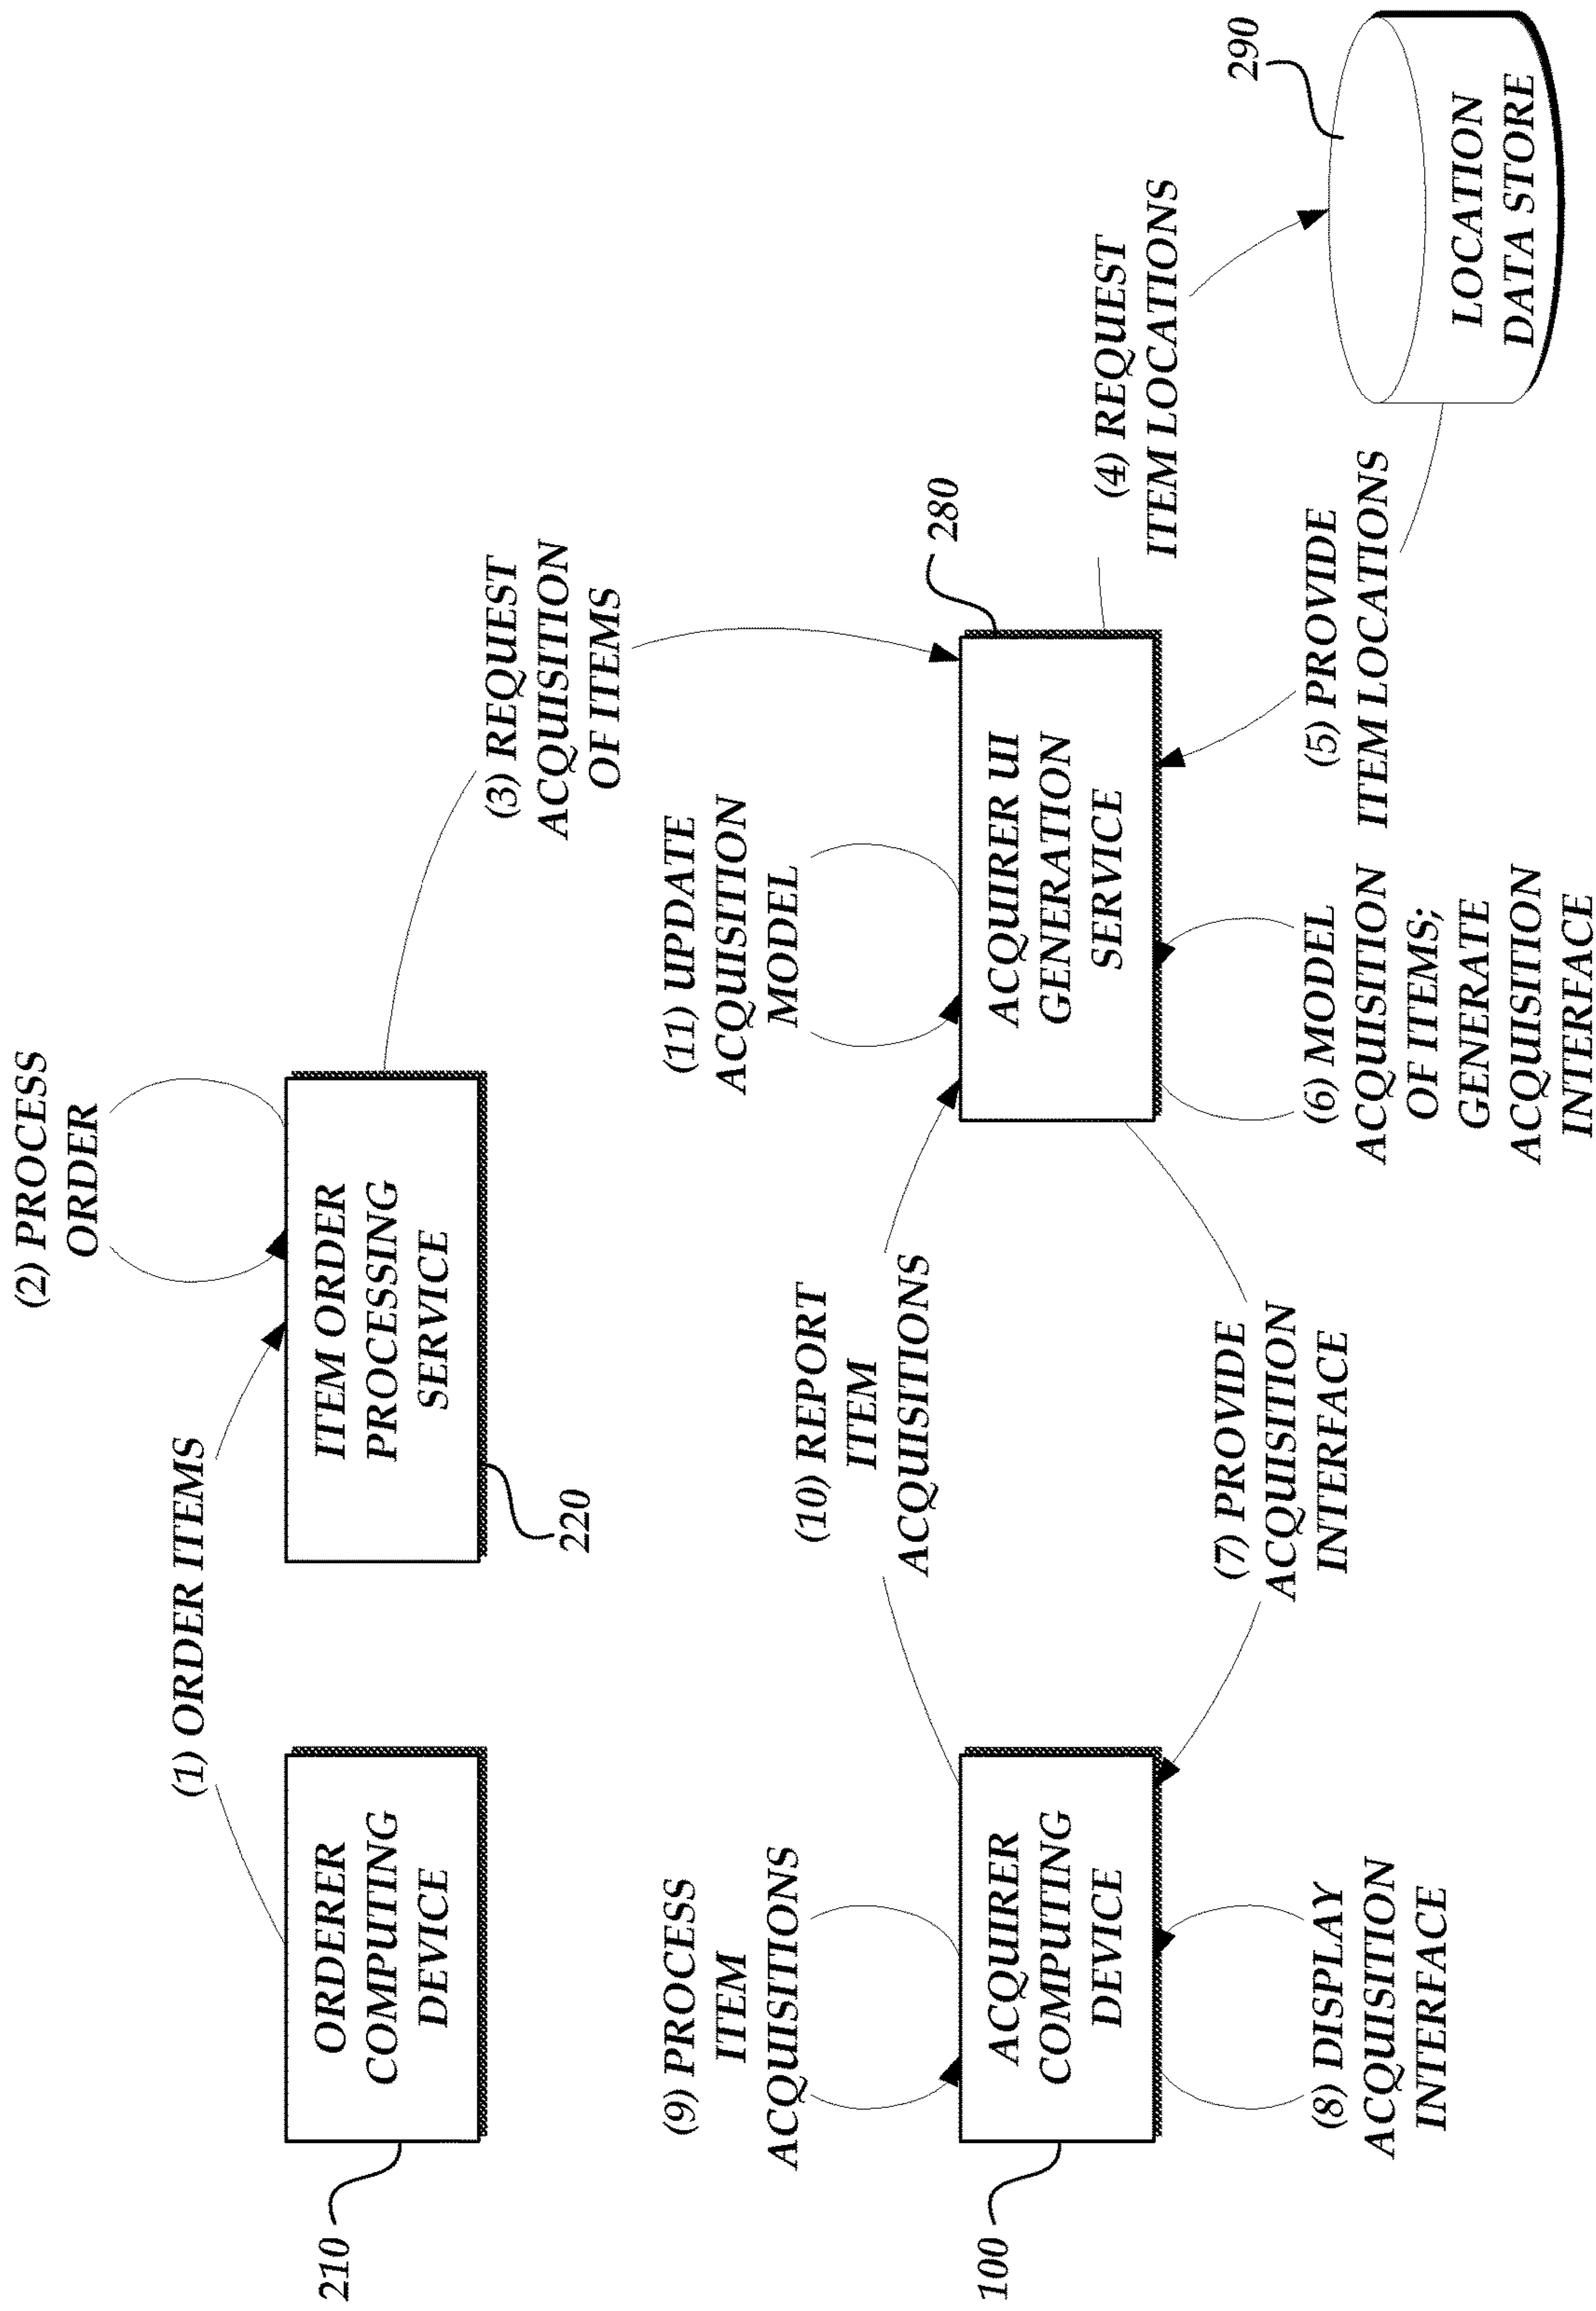 (2) PROCESS
ORDER
(1) ORDER ITEMS
ORDERER
COMPUTING
DEVICE
210
ITEM ORDER
PROCESSING
SERVICE
220
(3) REQUEST
ACQUISITION
OF ITEMS
(9) PROCESS
ITEM
ACQUISITIONS
(10) REPORT
ITEM
ACQUISITIONS
(11) UPDATE
ACQUISITION
MODEL
280
ACQUIRER
COMPUTING
DEVICE
100
ACQUIRER UI
GENERATION
SERVICE
(4) REQUEST
ITEM LOCATIONS
290
(8) DISPLAY
ACQUISITION
INTERFACE
(7) PROVIDE
ACQUISITION
INTERFACE
(6) MODEL
ACQUISITION
OF ITEMS;
GENERATE
ACQUISITION
INTERFACE
(5) PROVIDE
ITEM LOCATIONS
LOCATION
DATA STORE